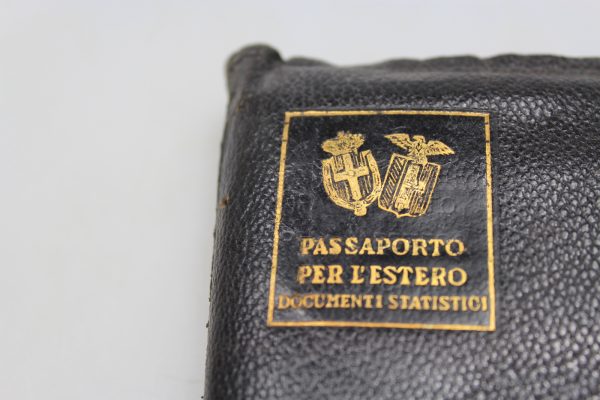 PASSAPORTO
PER L'ESTERO
DOCUMENTI STATISTICI